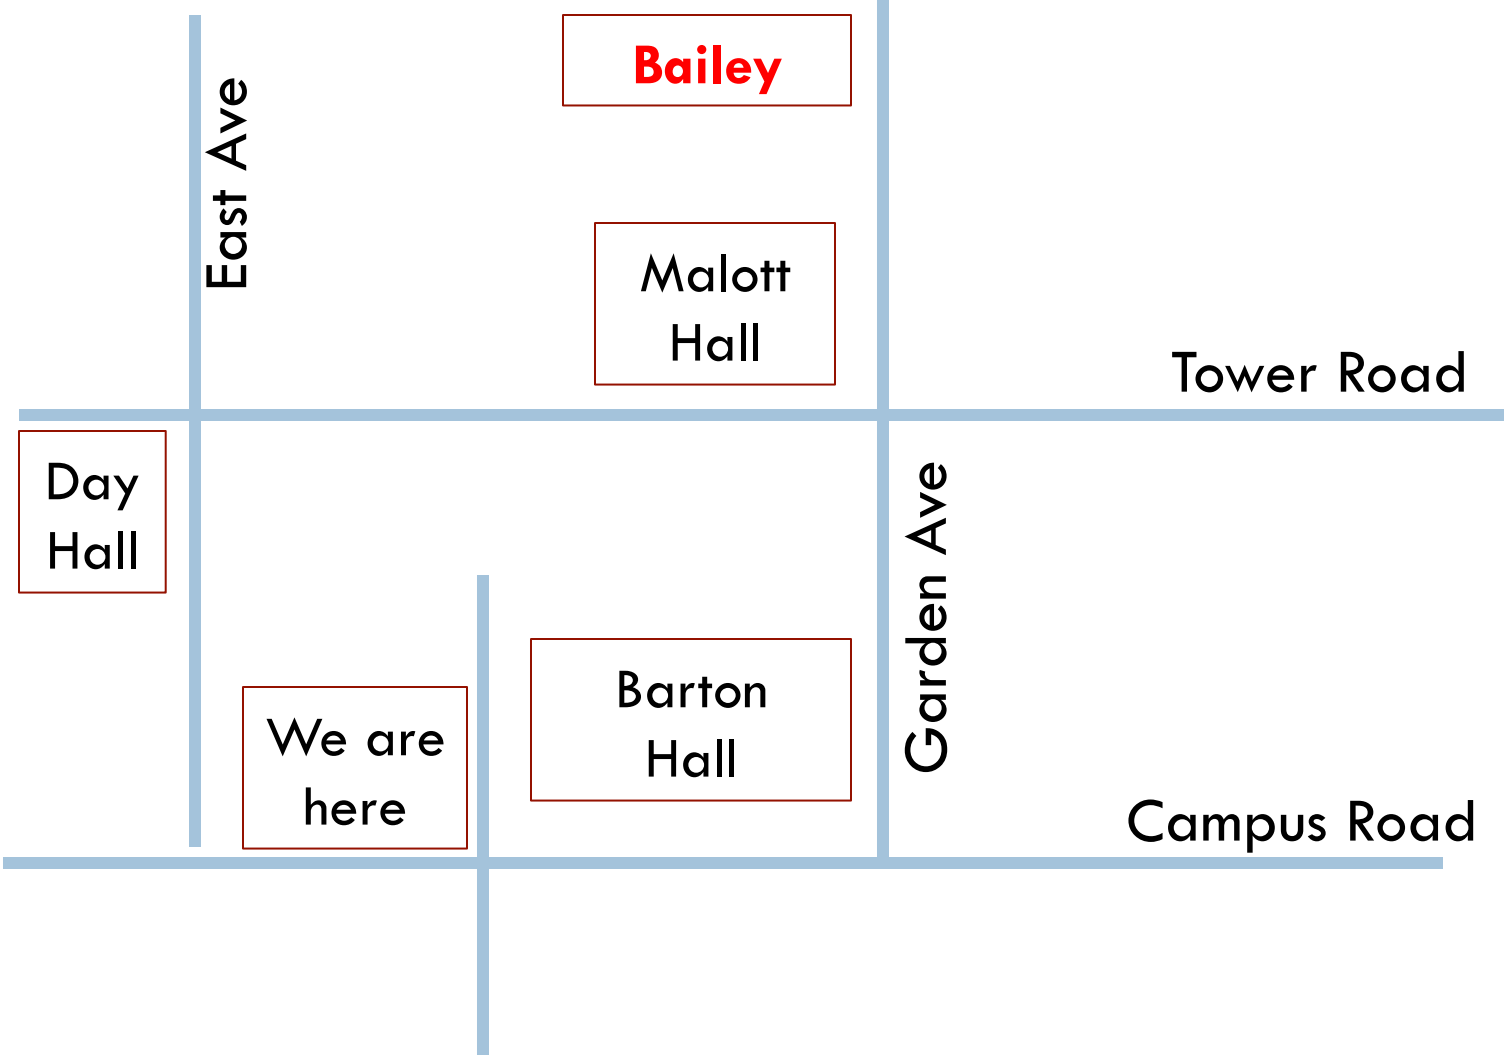 Bailey
East Ave
Malott
Hall
Tower Road
Day
Hall
Garden Ave
Barton
Hall
We are
here
Campus Road